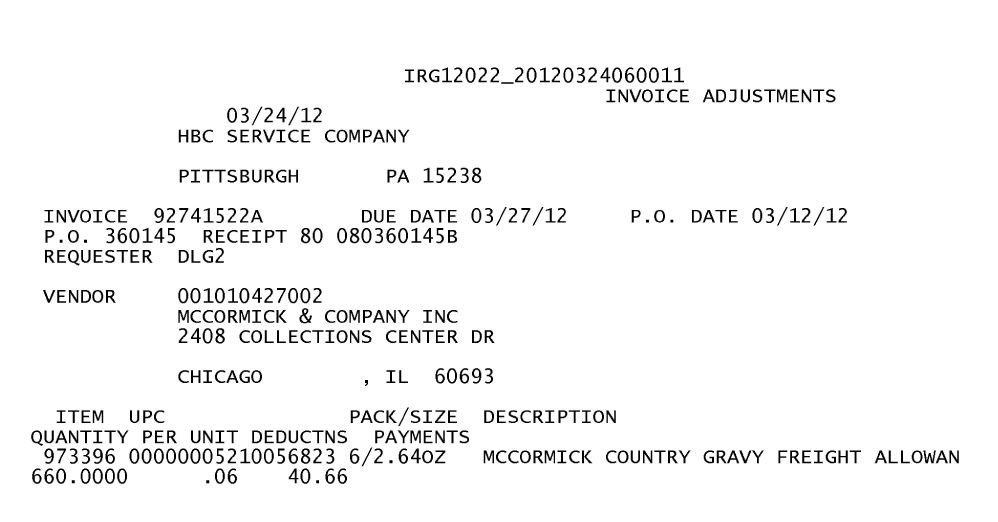 IRG12022_20120324060011
INVOICE ADJUSTMENTS
03/24/12
HBC SERVICE COMPANY
PITTSBURGH PA 15238
INVOICE 92741522A DUE DATE 03/27/12 P.O. DATE 03/12/12
P.O. 360145 RECEIPT 80 080360145B
REQUESTER DLG2
VENDOR 001010427002
MCCORMICK & COMPANY INC
2408 COLLECTIONS CENTER DR
CHICAGO , IL 60693
ITEM UPC PACK/SIZE DESCRIPTION
QUANTITY PER UNIT DEDUCTNS PAYMENTS
973396 00000005210056823 6/2.64OZ MCCORMICK COUNTRY GRAVY FREIGHT ALLOWAN
660.0000 .06 40.66